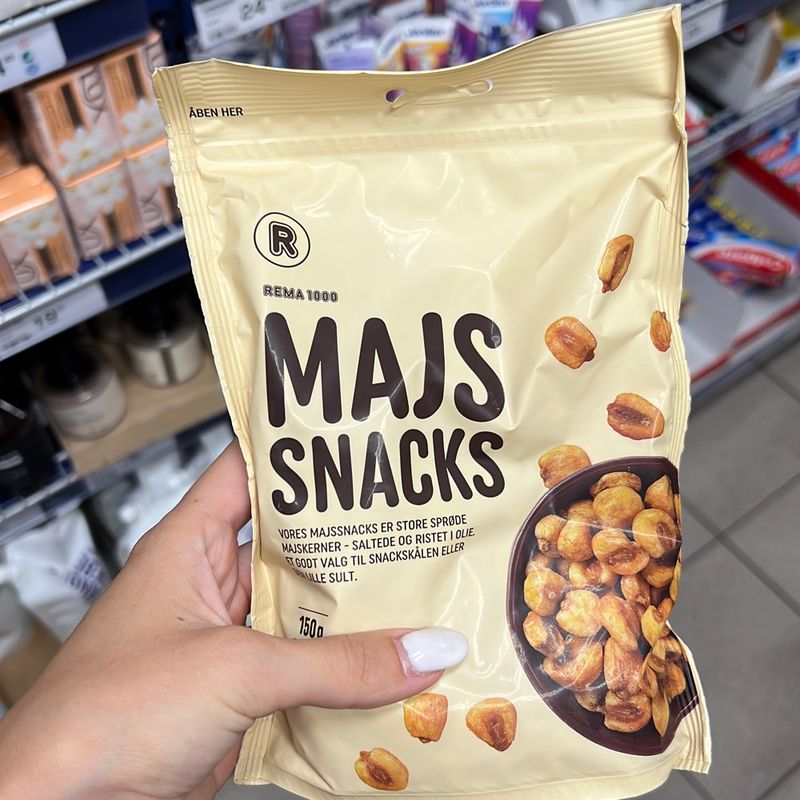 ÅBEN HER
R
REMA 1000
MAJS
SNACKS
VORES MAJSSNACKS ER STORE SPRØDE
MAJSKERNER - SALTEDE OG RISTET I OLIE.
ET GODT VALG TIL SNACKSKÅLEN ELLER
LILLE SULT.
150g